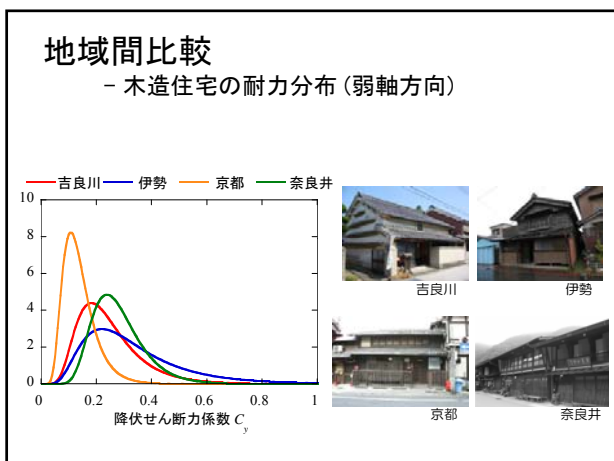 地域間比較
– 木造住宅の耐力分布 (弱軸方向)
吉良川 伊勢 京都 奈良井
10
8
6
4
2
0
0 0.2 0.4 0.6 0.8 1
降伏せん断力係数 Cy
吉良川 伊勢
京都 奈良井